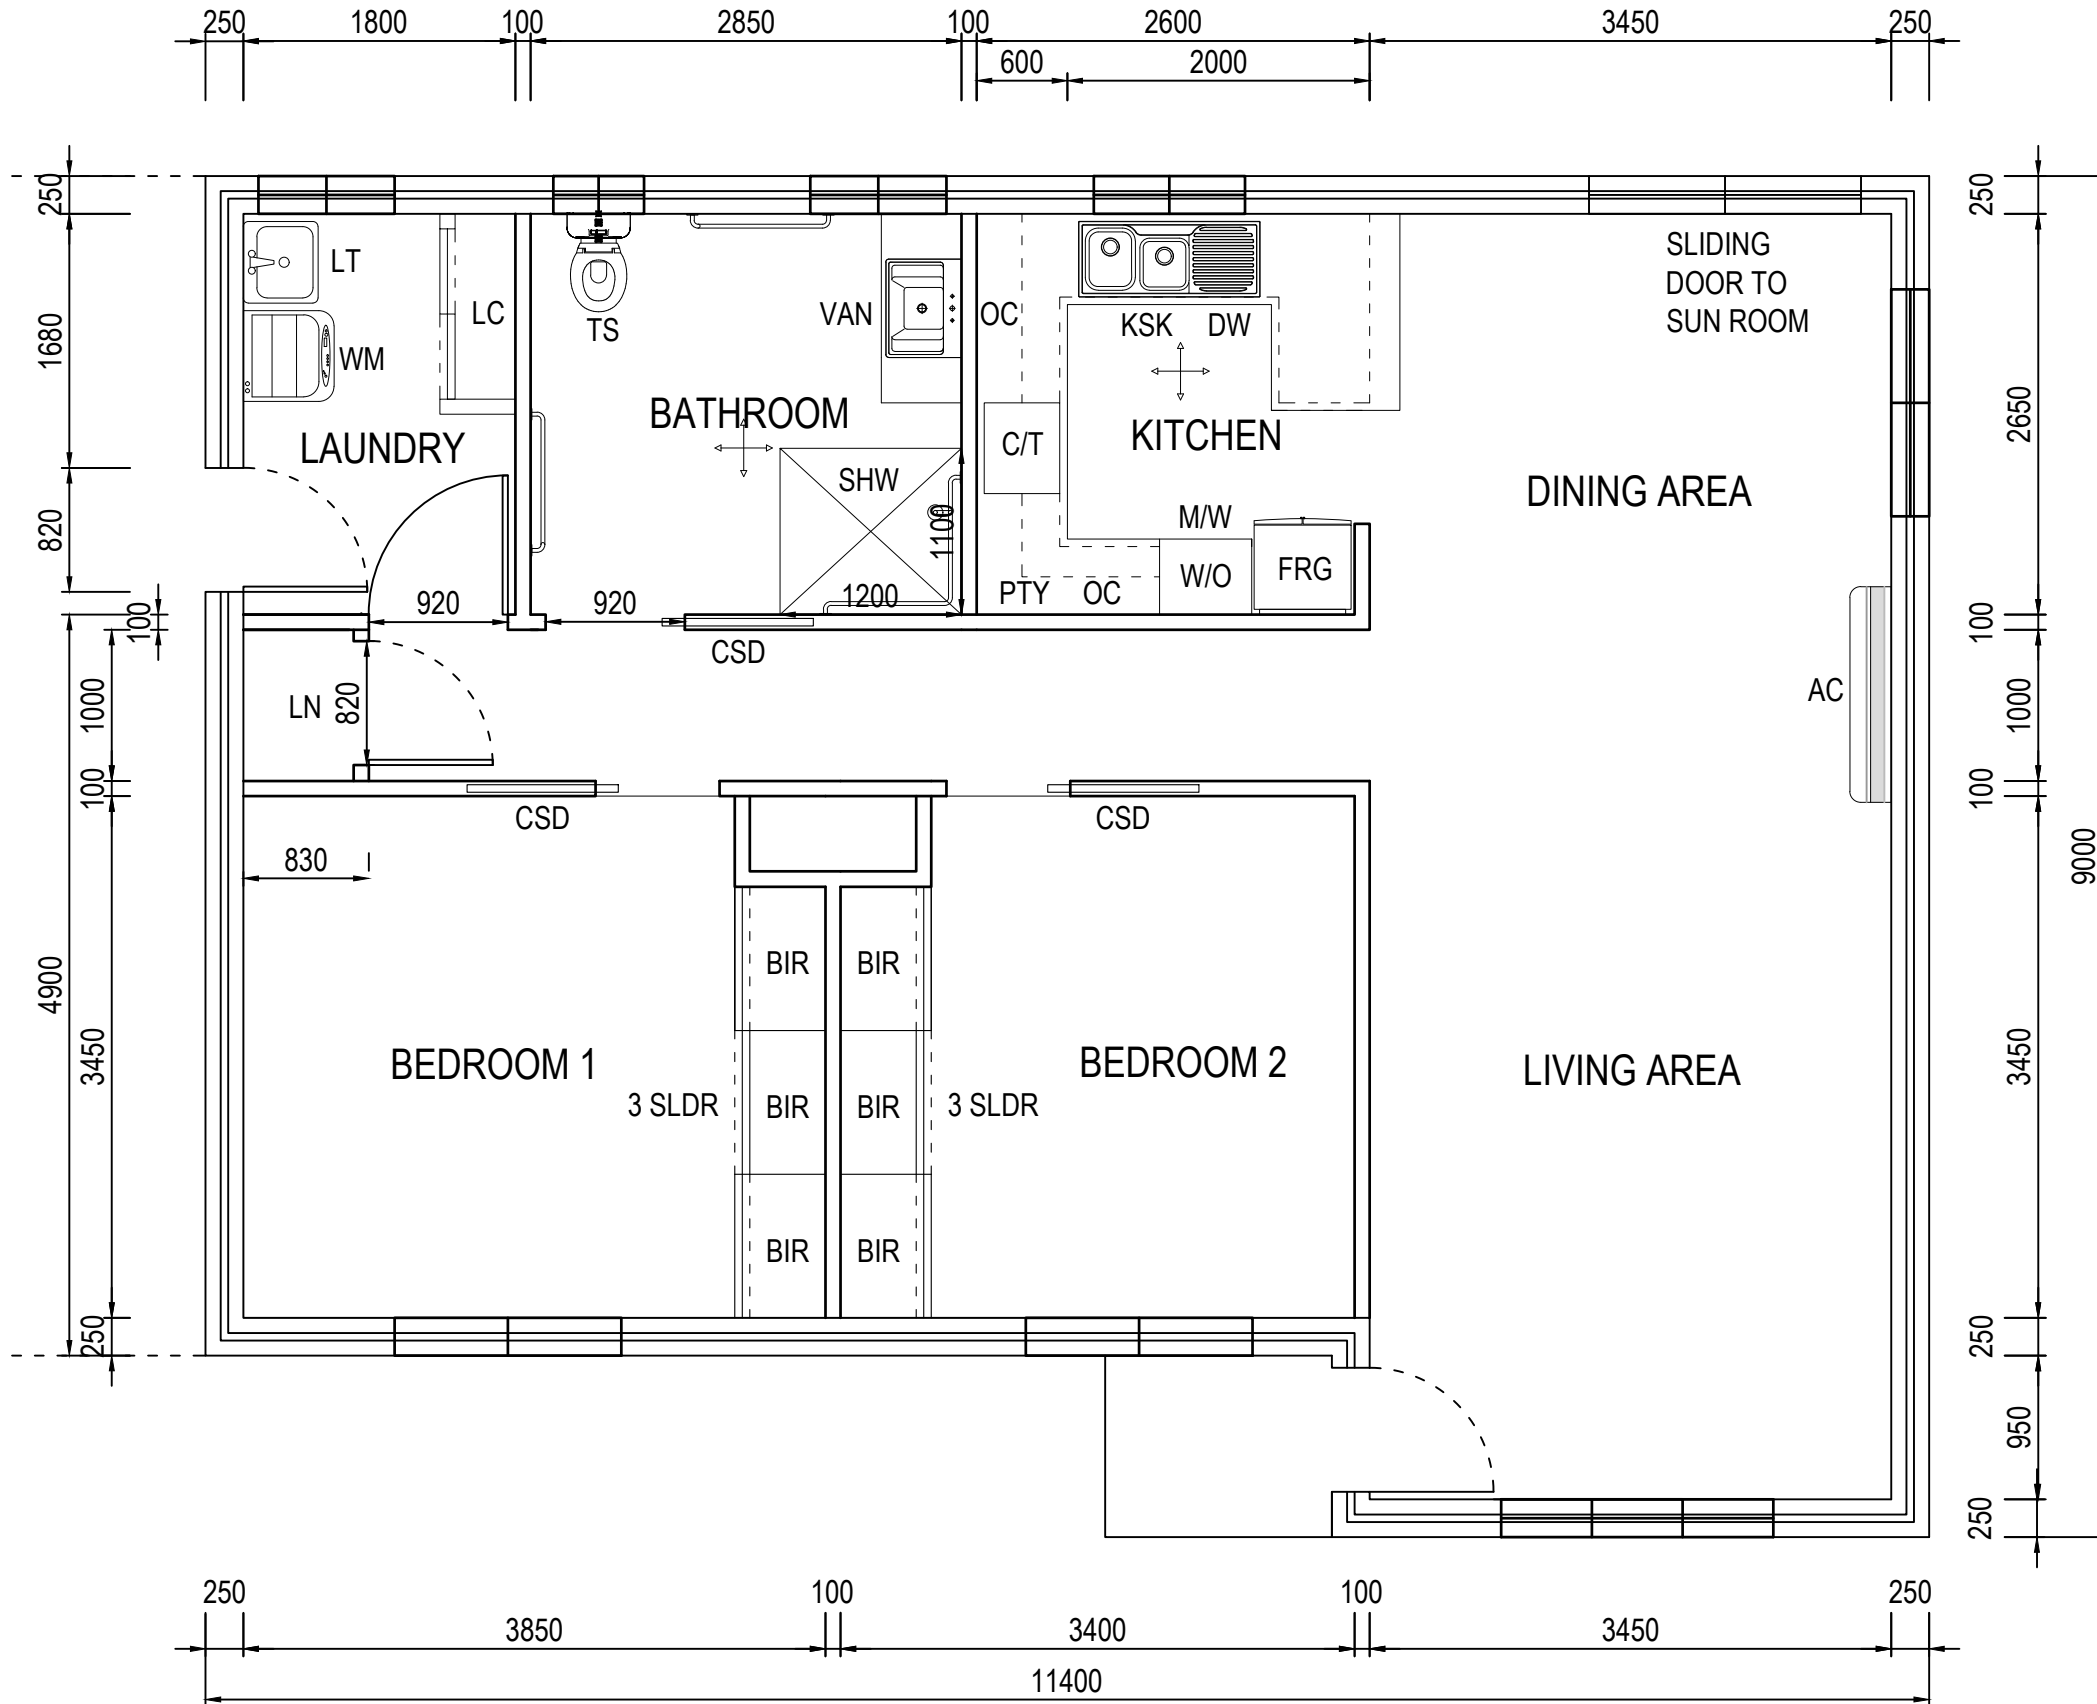 250 1800 100 2850 100 2600 3450 250
600 2000
250
250
SLIDING
DOOR TO
SUN ROOM
LT
LC
VAN
OC
KSK DW
TS
1680
WM
BATHROOM
KITCHEN
2650
LAUNDRY
C/T
SHW
DINING AREA
820
1100
M/W
W/O
FRG
PTY OC
920
920
1200
100
100
CSD
LN
820
1000
AC
1000
100
CSD
CSD
100
830
9000
BIR BIR
4900
3450
BEDROOM 1
BEDROOM 2
LIVING AREA
3450
3 SLDR
BIR BIR
3 SLDR
BIR BIR
250
250
950
250
250 100 100 250
3850 3400 3450
11400